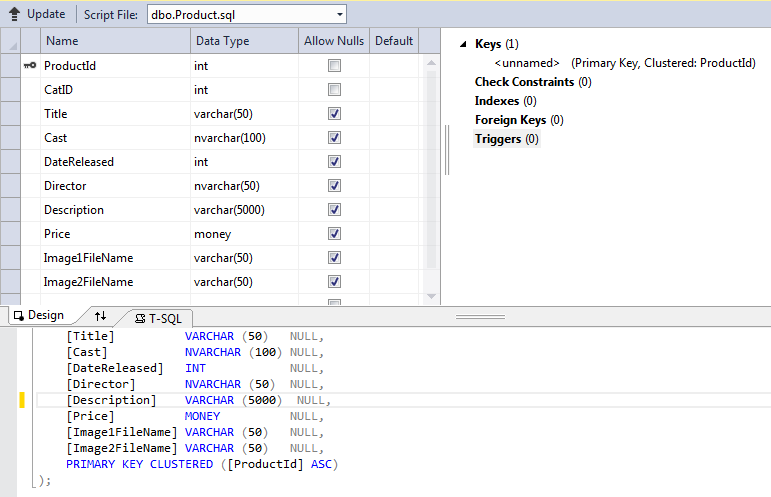 Update Script File: dbo.Product.sql
Name Data Type Allow Nulls Default
ProductId int
CatID int
Title varchar(50)
Cast nvarchar(100)
DateReleased int
Director nvarchar(50)
Description varchar(5000)
Price money
Image1FileName varchar(50)
Image2FileName varchar(50)
Keys (1)
<unnamed> (Primary Key, Clustered: ProductId)
Check Constraints (0)
Indexes (0)
Foreign Keys (0)
Triggers (0)
Design T-SQL
[Title] VARCHAR (50) NULL,
[Cast] NVARCHAR (100) NULL,
[DateReleased] INT NULL,
[Director] NVARCHAR (50) NULL,
[Description] VARCHAR (5000) NULL,
[Price] MONEY NULL,
[Image1FileName] VARCHAR (50) NULL,
[Image2FileName] VARCHAR (50) NULL,
PRIMARY KEY CLUSTERED ([ProductId] ASC)
);